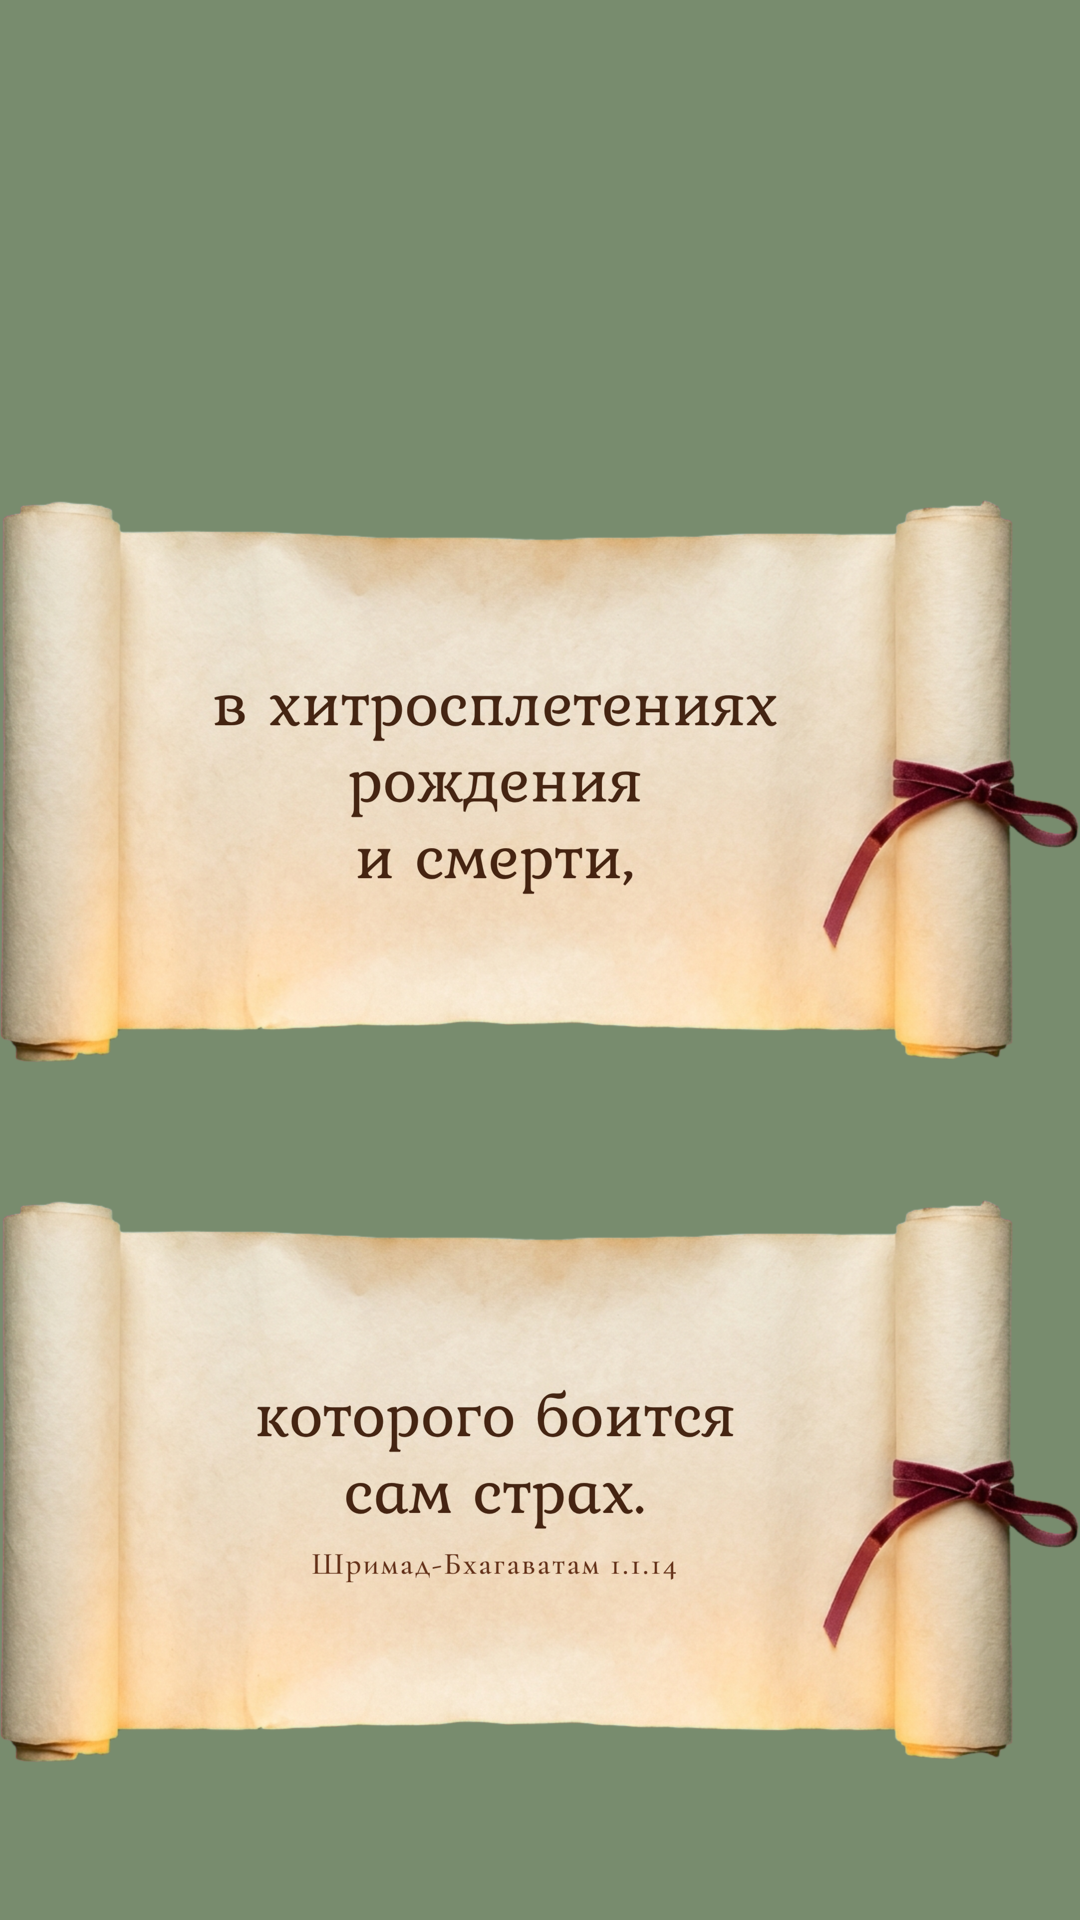 в хитросплетениях
рождения
и смерти,
которого боится
сам страх.
Шримад-Бхагаватам 1.1.14